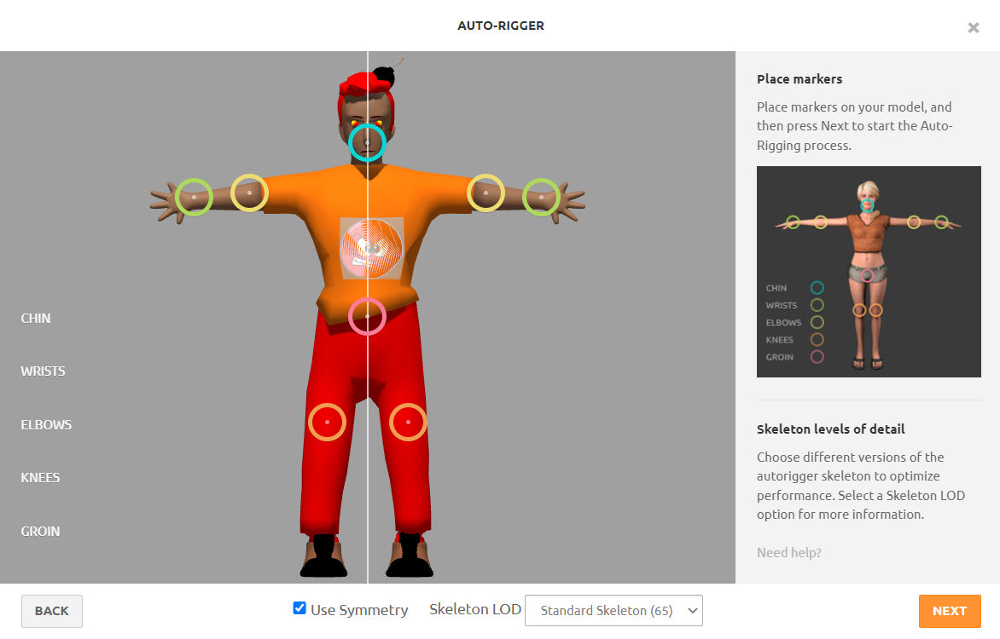 AUTO-RIGGER
×
Place markers
Place markers on your model, and
then press Next to start the Auto-
Rigging process.
CHIN
WRISTS
ELBOWS
KNEES
GROIN
CHIN
WRISTS
ELBOWS
KNEES
GROIN
Skeleton levels of detail
Choose different versions of the
autorigger skeleton to optimize
performance. Select a Skeleton LOD
option for more information.
Need help?
BACK
Use Symmetry
Skeleton LOD
Standard Skeleton (65)
NEXT